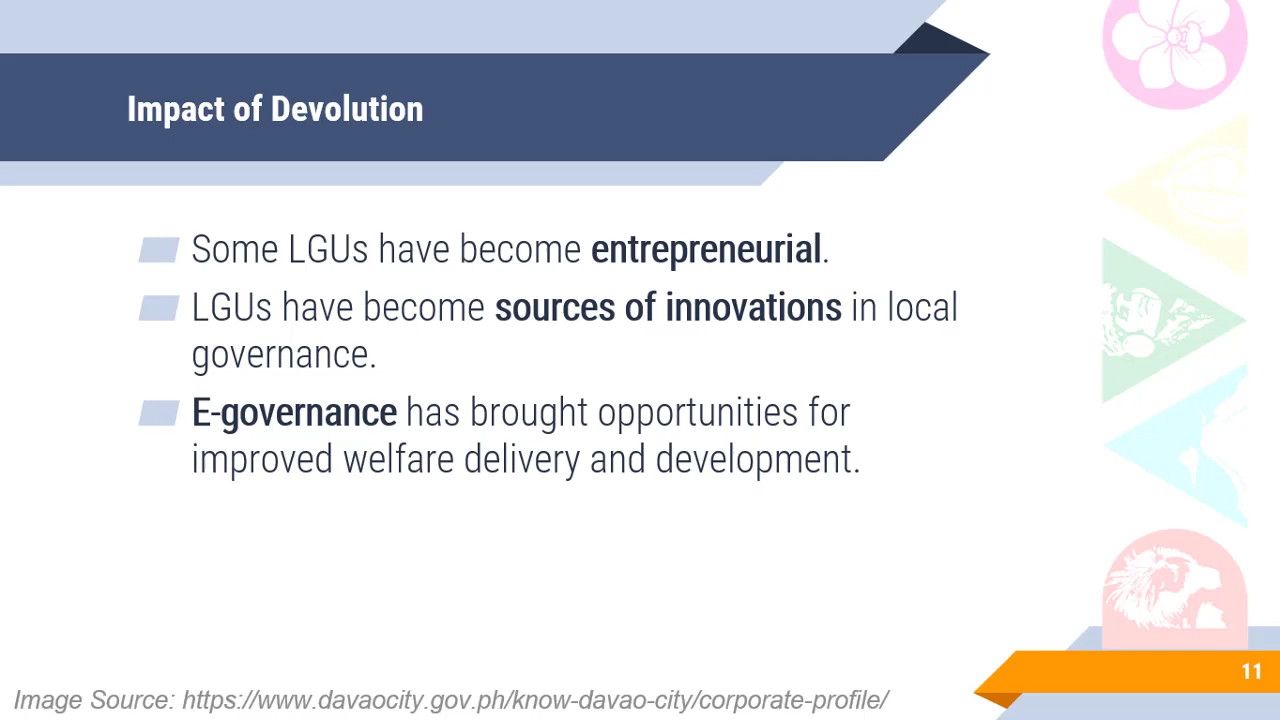 Impact of Devolution
Some LGUs have become entrepreneurial.
LGUs have become sources of innovations in local
governance.
E-governance has brought opportunities for
improved welfare delivery and development.
11
Image Source: https://www.davaocity.gov.ph/know-davao-city/corporate-profile/